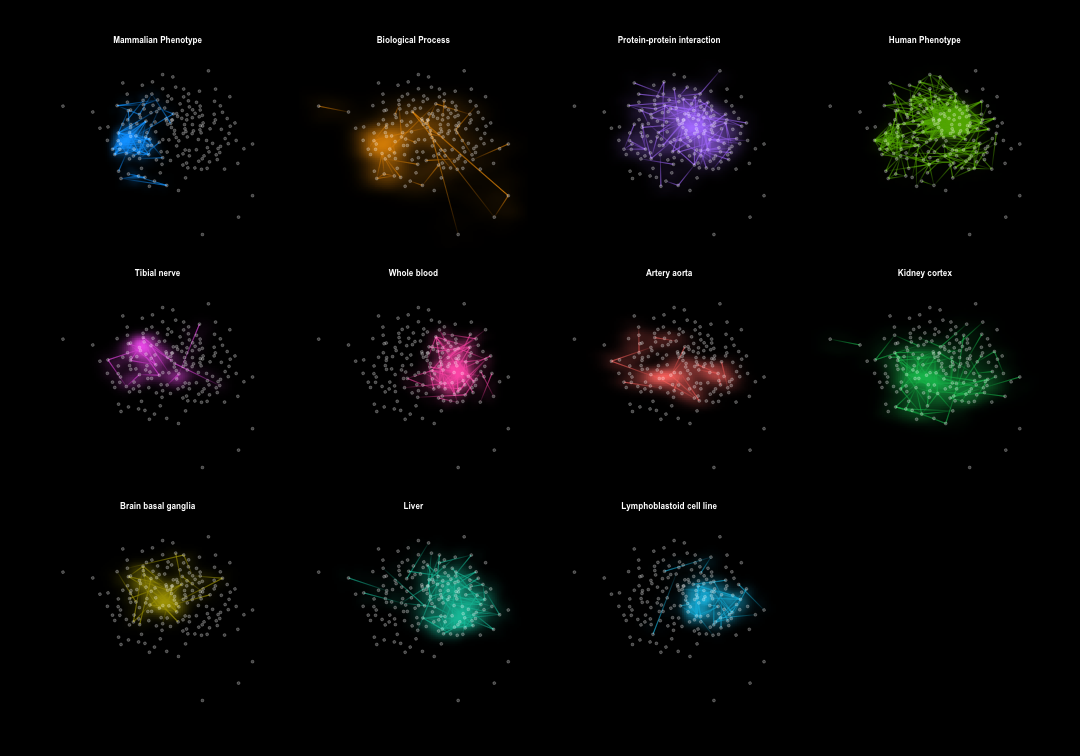 Mammalian Phenotype
Biological Process
Protein-protein interaction
Human Phenotype
Tibial nerve
Whole blood
Artery aorta
Kidney cortex
Brain basal ganglia
Liver
Lymphoblastoid cell line